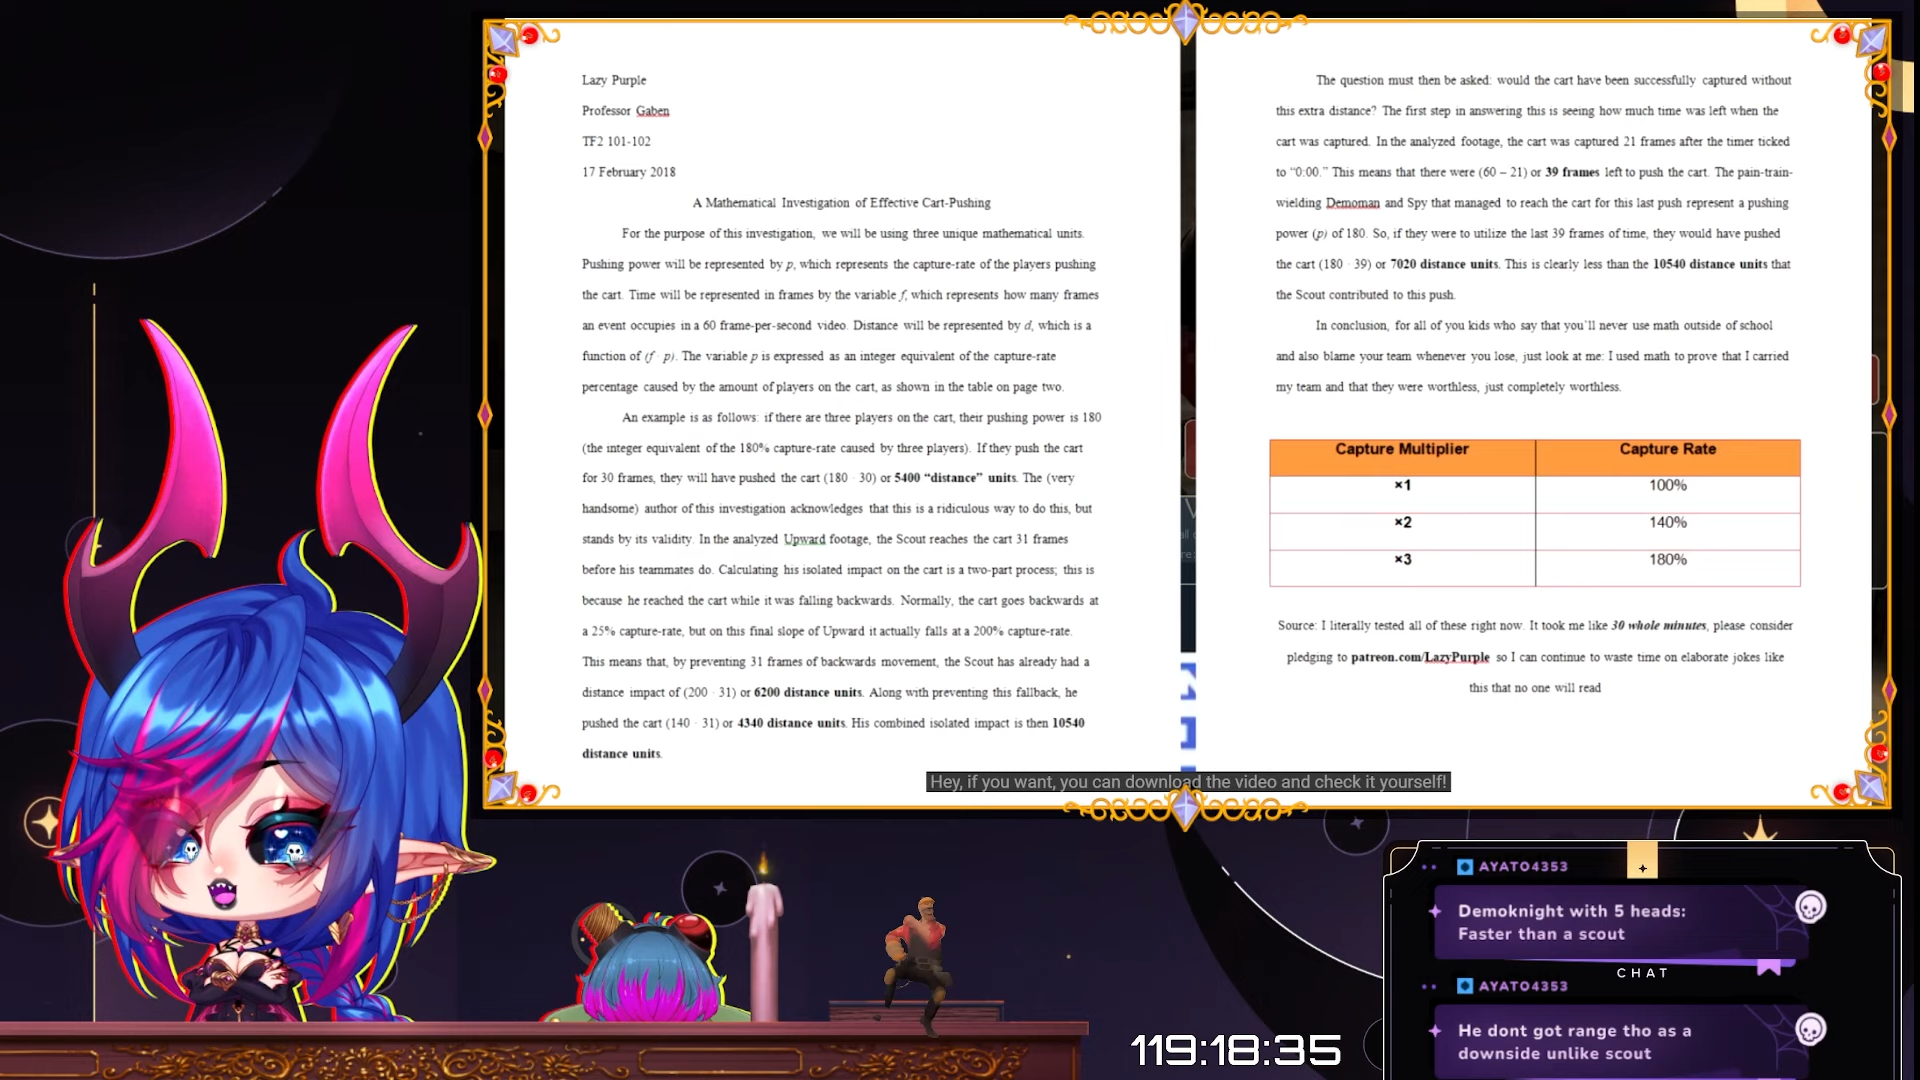 Lazy Purple
Professor Gaben
TF2 101-102
17 February 2018
A Mathematical Investigation of Effective Cart-Pushing
For the purpose of this investigation, we will be using three unique mathematical units.
Pushing power will be represented by p, which represents the capture-rate of the players pushing
the cart. Time will be represented in frames by the variable f, which represents how many frames
an event occupies in a 60 frame-per-second video. Distance will be represented by d, which is a
function of (f · p). The variable p is expressed as an integer equivalent of the capture-rate
percentage caused by the amount of players on the cart, as shown in the table on page two.
An example is as follows: if there are three players on the cart, their pushing power is 180
(the integer equivalent of the 180% capture-rate caused by three players). If they push the cart
for 30 frames, they will have pushed the cart (180 · 30) or 5400 “distance” units. The (very
handsome) author of this investigation acknowledges that this is a ridiculous way to do this, but
stands by its validity. In the analyzed Upward footage, the Scout reaches the cart 31 frames
before his teammates do. Calculating his isolated impact on the cart is a two-part process; this is
because he reached the cart while it was falling backwards. Normally, the cart goes backwards at
a 25% capture-rate, but on this final slope of Upward it actually falls at a 200% capture-rate.
This means that, by preventing 31 frames of backwards movement, the Scout has already had a
distance impact of (200 · 31) or 6200 distance units. Along with preventing this fallback, he
pushed the cart (140 · 31) or 4340 distance units. His combined isolated impact is then 10540
distance units.
The question must then be asked: would the cart have been successfully captured without
this extra distance? The first step in answering this is seeing how much time was left when the
cart was captured. In the analyzed footage, the cart was captured 21 frames after the timer ticked
to “0:00.” This means that there were (60 – 21) or 39 frames left to push the cart. The pain-train-
wielding Demoman and Spy that managed to reach the cart for this last push represent a pushing
power (p) of 180. So, if they were to utilize the last 39 frames of time, they would have pushed
the cart (180 · 39) or 7020 distance units. This is clearly less than the 10540 distance units that
the Scout contributed to this push.
In conclusion, for all of you kids who say that you'll never use math outside of school
and also blame your team whenever you lose, just look at me: I used math to prove that I carried
my team and that they were worthless, just completely worthless.
Capture Multiplier Capture Rate
×1 100%
×2 140%
×3 180%
Source: I literally tested all of these right now. It took me like 30 whole minutes, please consider
pledging to patreon.com/LazyPurple so I can continue to waste time on elaborate jokes like
this that no one will read
Hey, if you want, you can download the video and check it yourself!
AYATO4353
Demoknight with 5 heads:
Faster than a scout
CHAT
AYATO4353
He dont got range tho as a
downside unlike scout
119:18:35